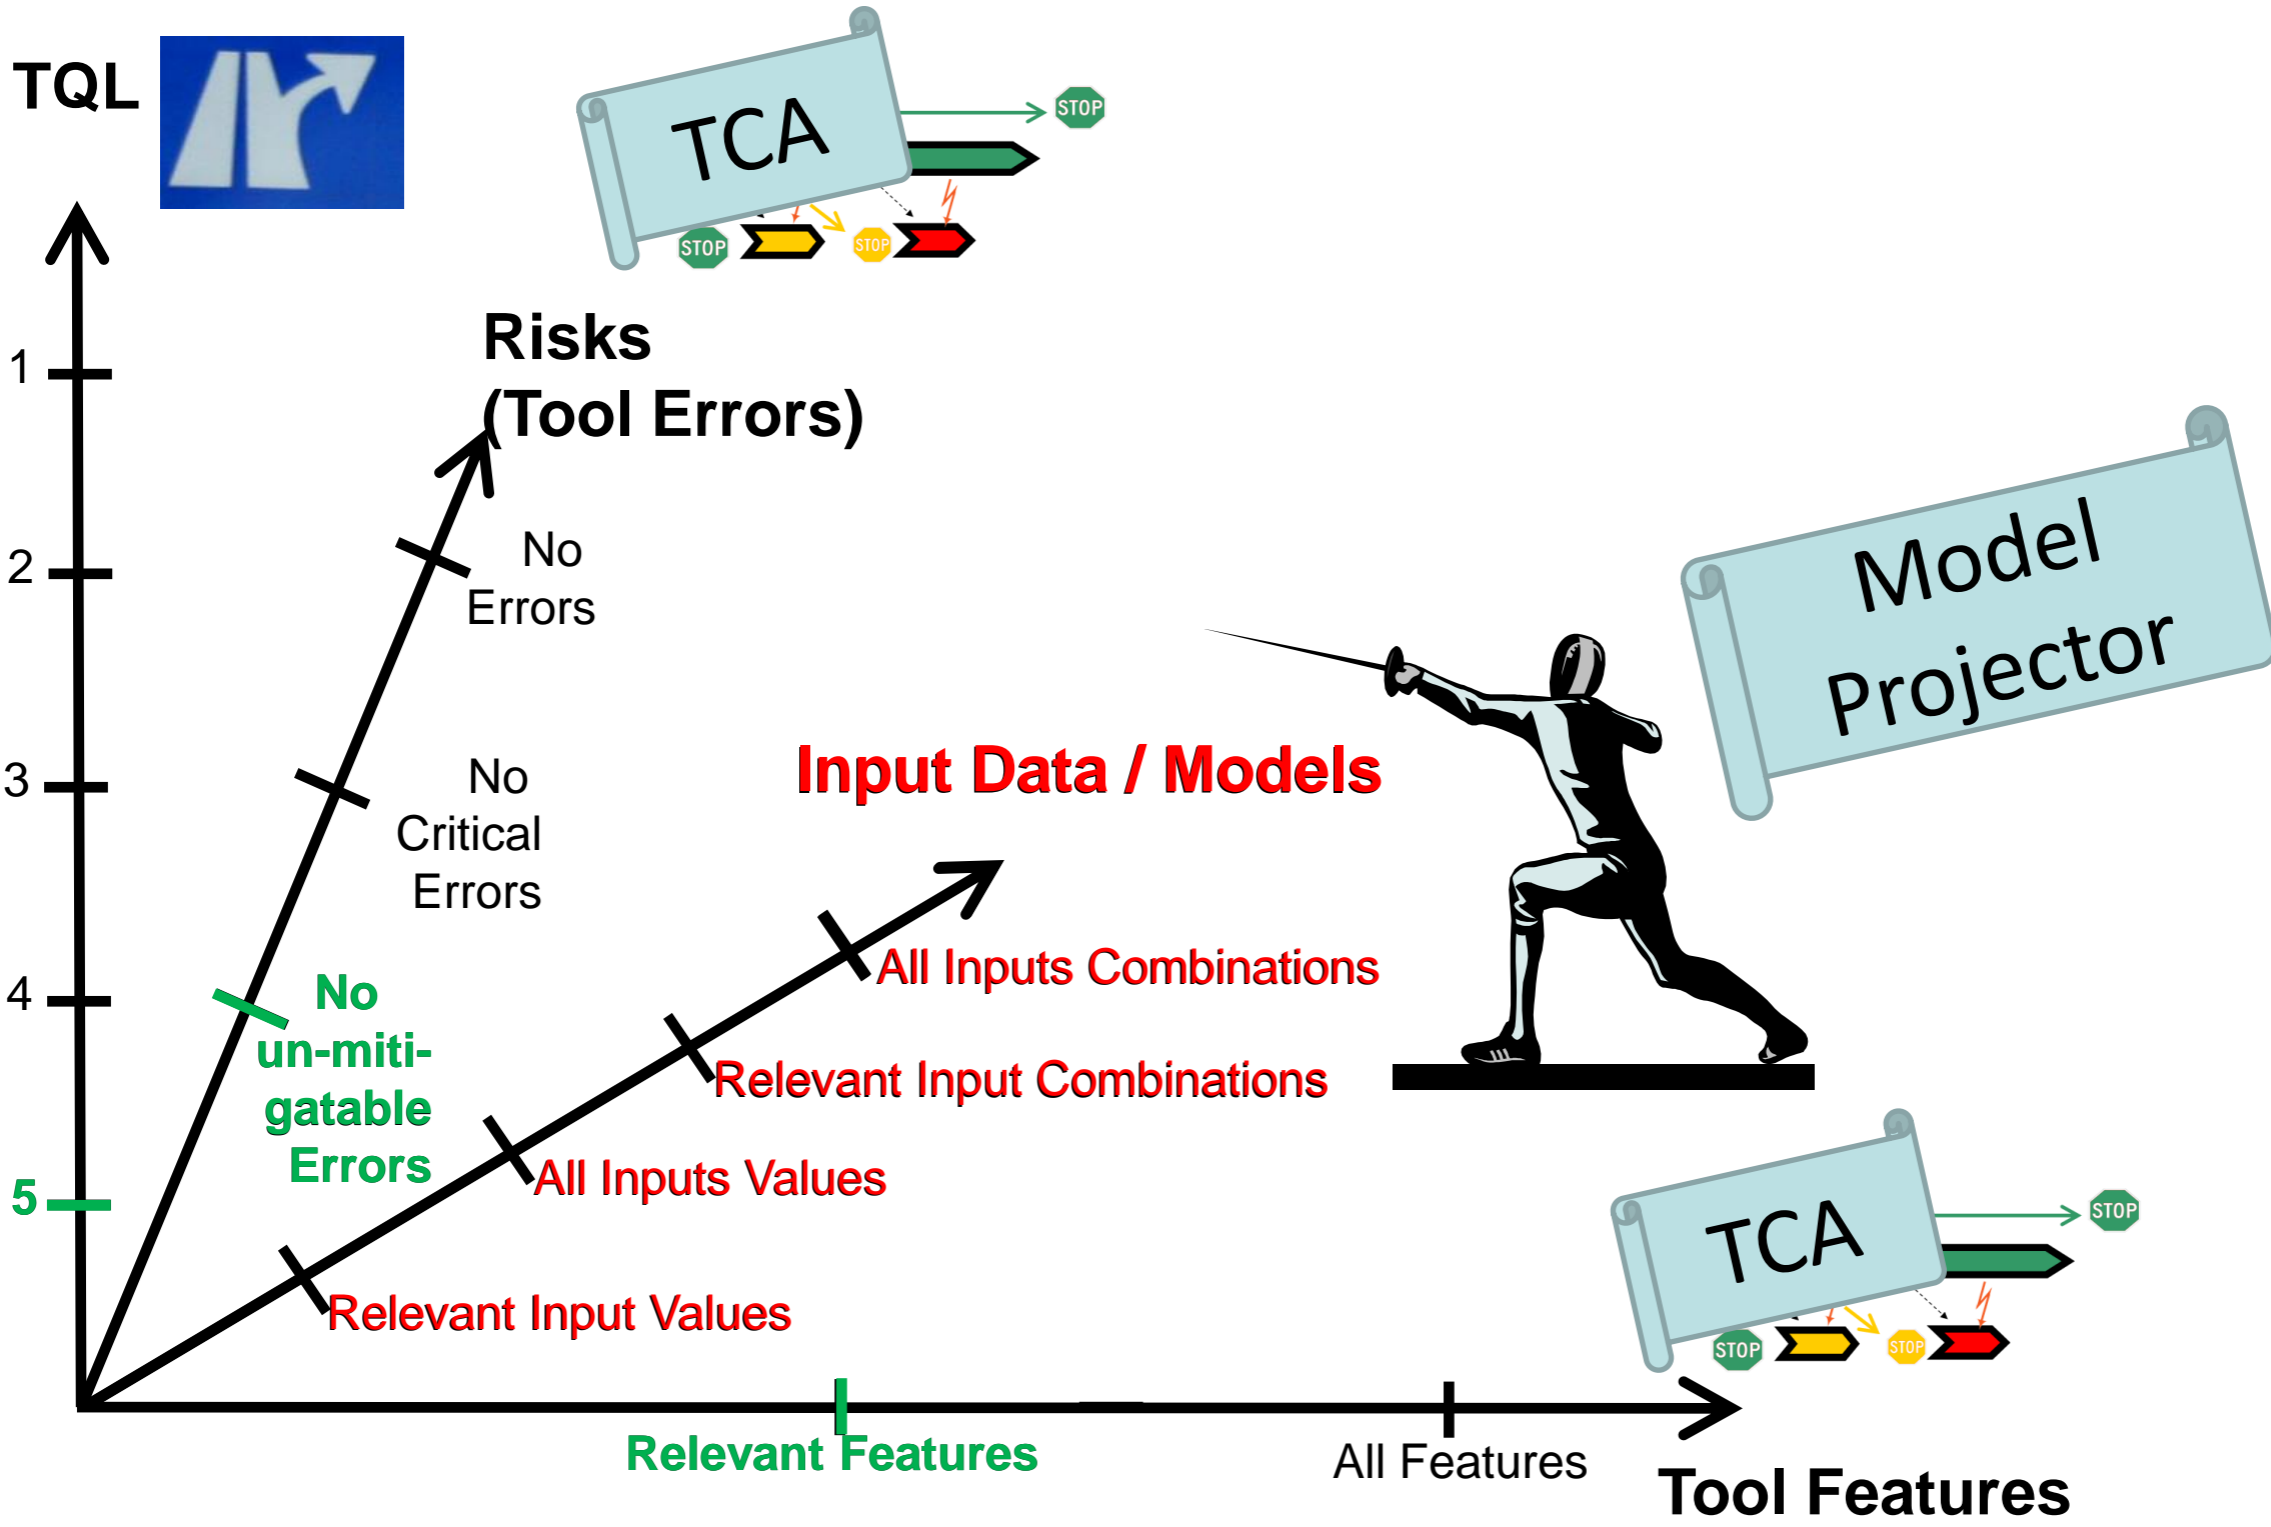 TQL
TCA
STOP
STOP
STOP
Risks
(Tool Errors)
1
2
3
4
5
No
Errors
No
Critical
Errors
No
un-miti-
gatable
Errors
Model
Projector
Input Data / Models
All Inputs Combinations
Relevant Input Combinations
All Inputs Values
Relevant Input Values
TCA
STOP
STOP
STOP
Relevant Features
All Features
Tool Features